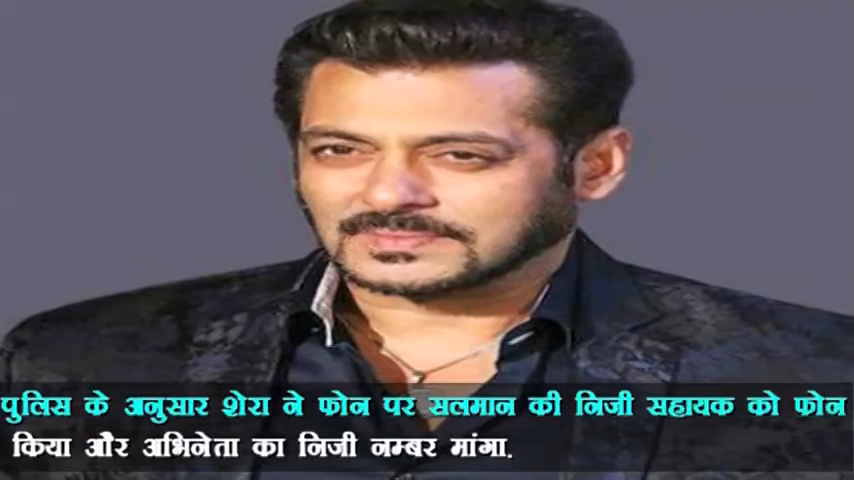 पुलिस के अनुसार शेरा ने फोन पर सलमान की निजी सहायक को फोन
किया और अभिनेता का निजी नम्बर मांगा.